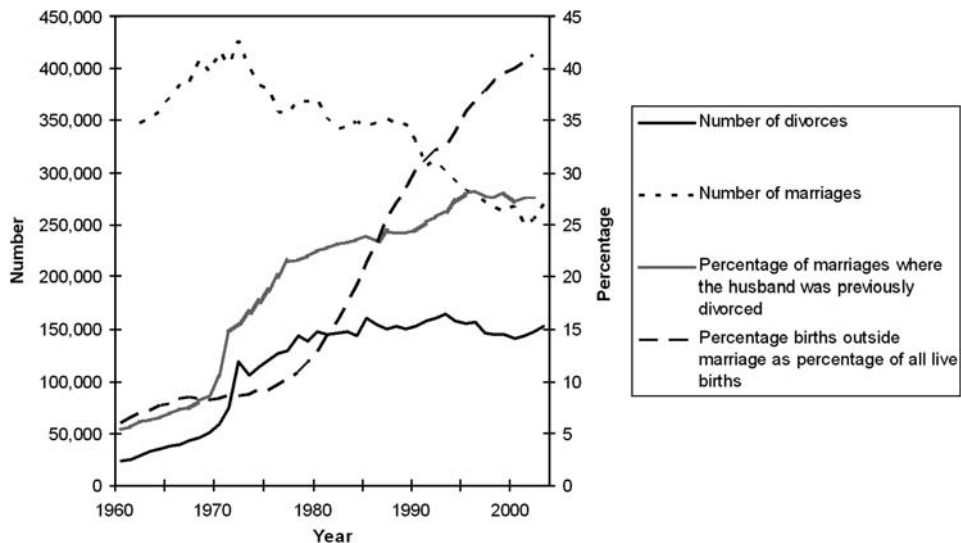 450,000
400,000
350,000
300,000
250,000
200,000
150,000
100,000
50,000
0
Number
45
40
35
30
25
20
15
10
5
0
Percentage
1960
1970
1980
1990
2000
Year
Number of divorces
Number of marriages
Percentage of marriages where
the husband was previously
divorced
Percentage births outside
marriage as percentage of all live
births